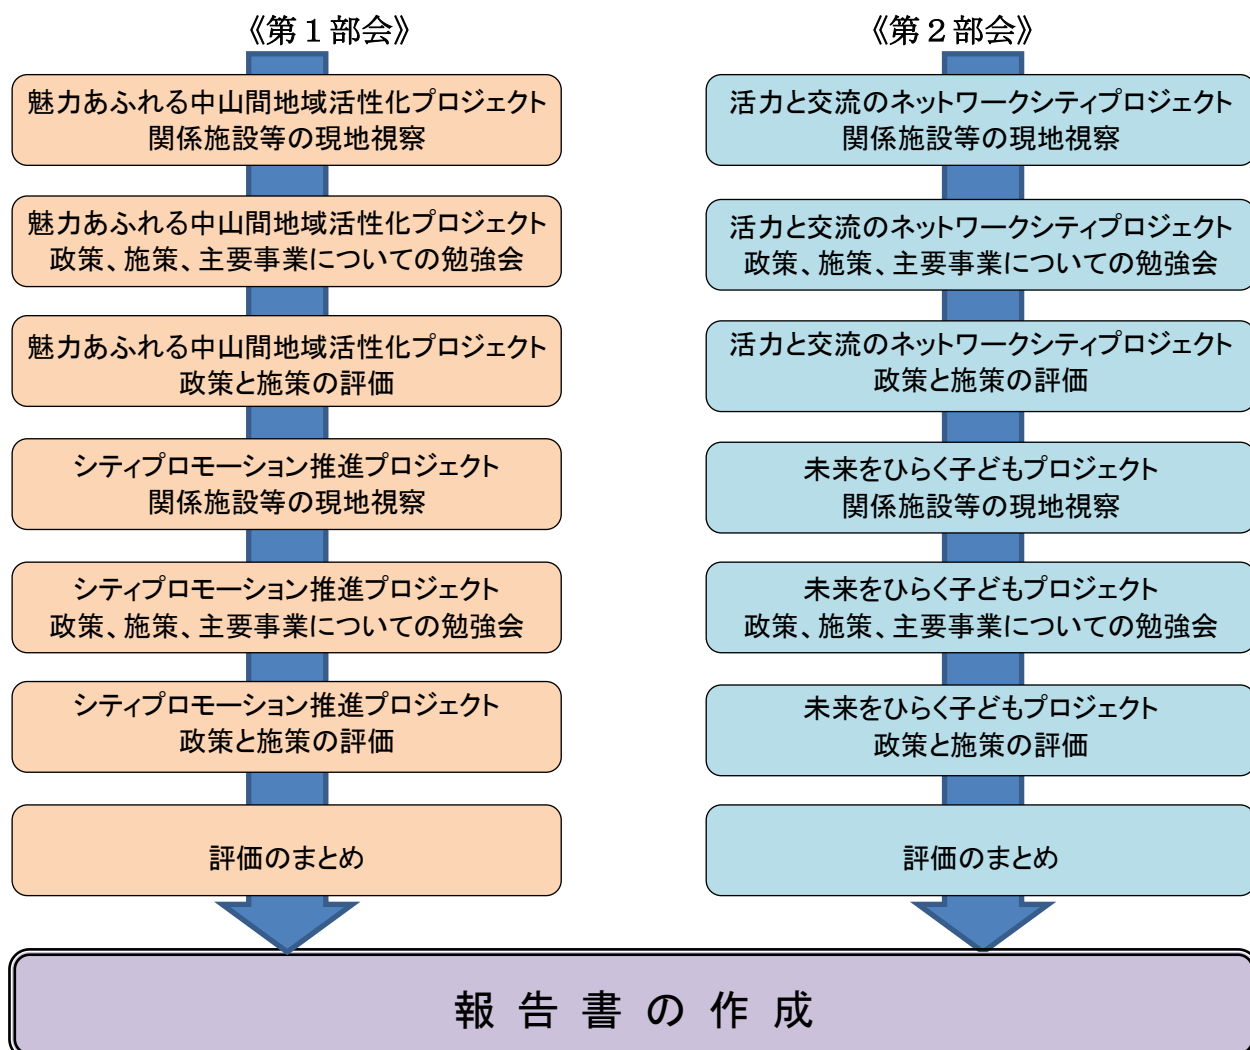 《第１部会》
魅力あふれる中山間地域活性化プロジェクト
関係施設等の現地視察
魅力あふれる中山間地域活性化プロジェクト
政策、施策、主要事業についての勉強会
魅力あふれる中山間地域活性化プロジェクト
政策と施策の評価
シティプロモーション推進プロジェクト
関係施設等の現地視察
シティプロモーション推進プロジェクト
政策、施策、主要事業についての勉強会
シティプロモーション推進プロジェクト
政策と施策の評価
評価のまとめ
《第２部会》
活力と交流のネットワークシティプロジェクト
関係施設等の現地視察
活力と交流のネットワークシティプロジェクト
政策、施策、主要事業についての勉強会
活力と交流のネットワークシティプロジェクト
政策と施策の評価
未来をひらく子どもプロジェクト
関係施設等の現地視察
未来をひらく子どもプロジェクト
政策、施策、主要事業についての勉強会
未来をひらく子どもプロジェクト
政策と施策の評価
評価のまとめ
報告書の作成